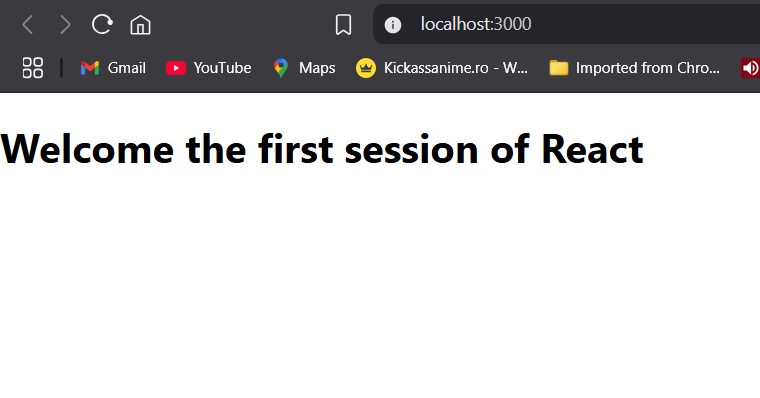 localhost:3000
Gmail YouTube Maps Kickassanime.ro - W... Imported from Chro...
Welcome the first session of React